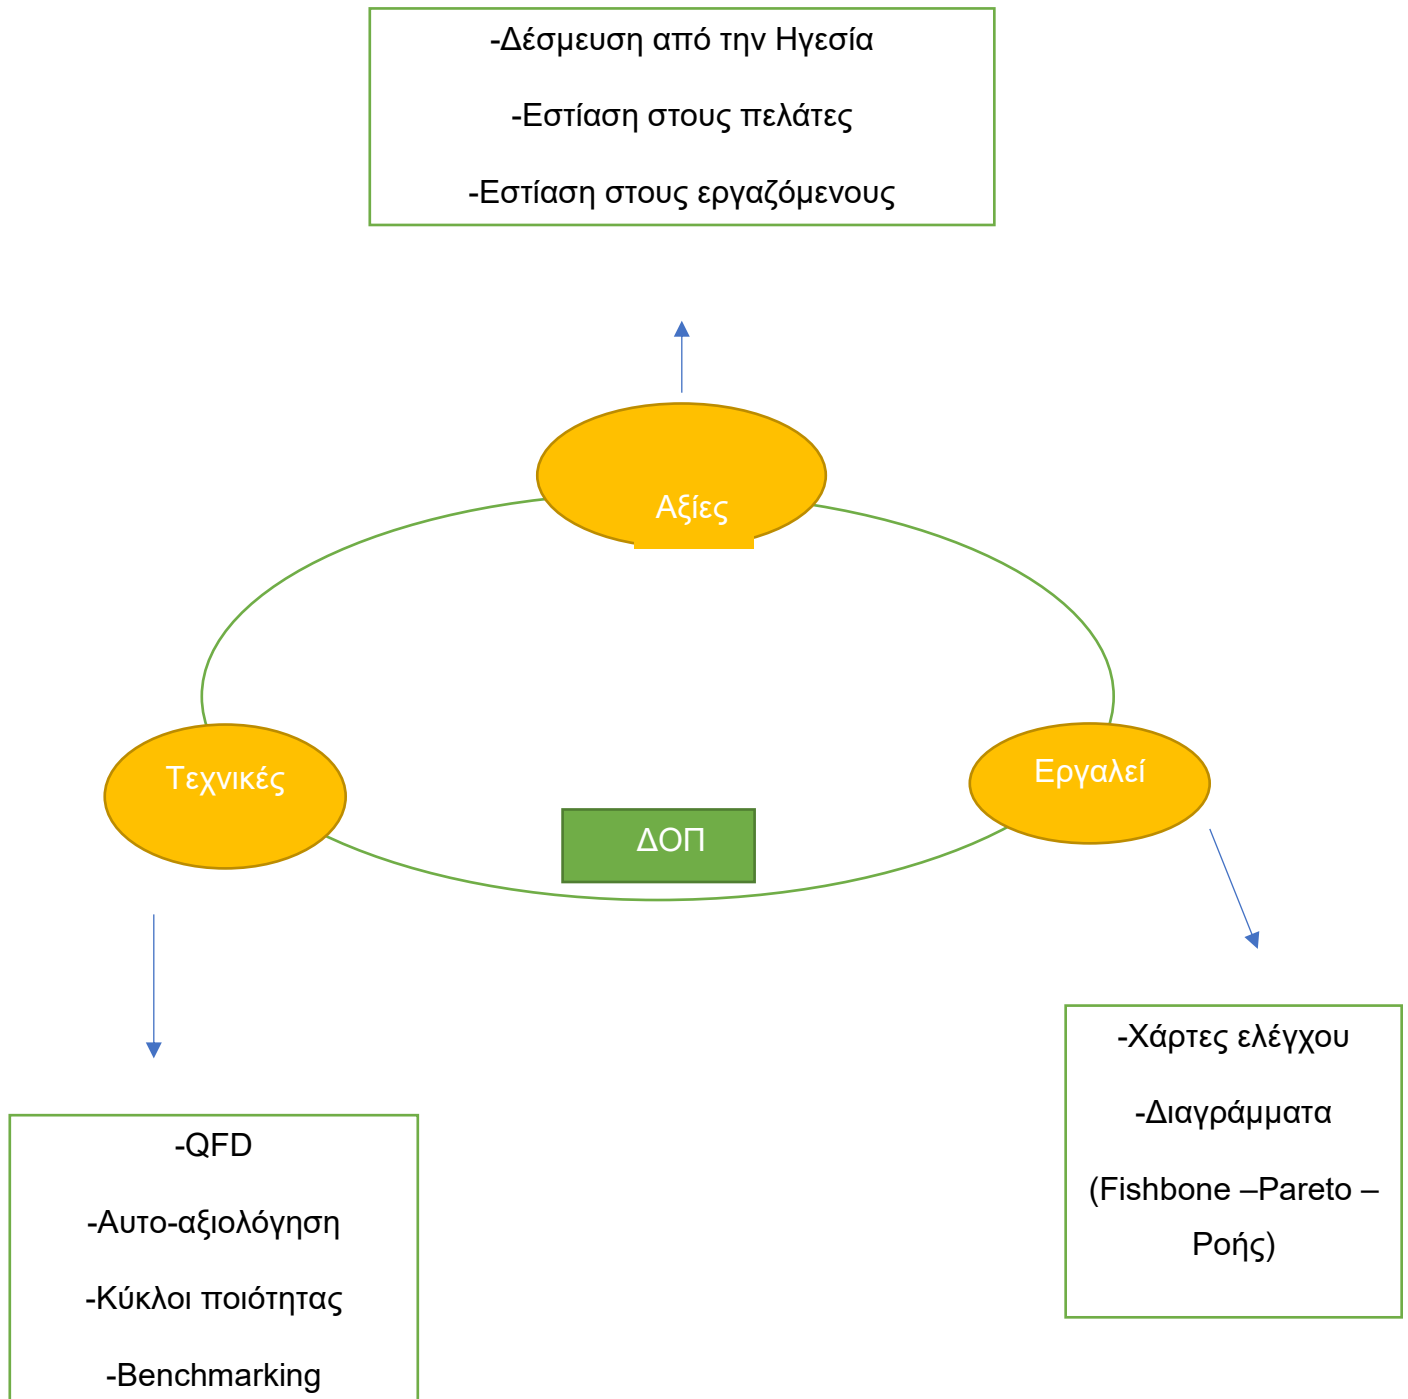 -Δέσμευση από την Ηγεσία
-Εστίαση στους πελάτες
-Εστίαση στους εργαζόμενους
Αξίες
Τεχνικές
Εργαλεί
ΔΟΠ
-Χάρτες ελέγχου
-Διαγράμματα
(Fishbone –Pareto –
Ροής)
-QFD
-Αυτο-αξιολόγηση
-Κύκλοι ποιότητας
-Benchmarking